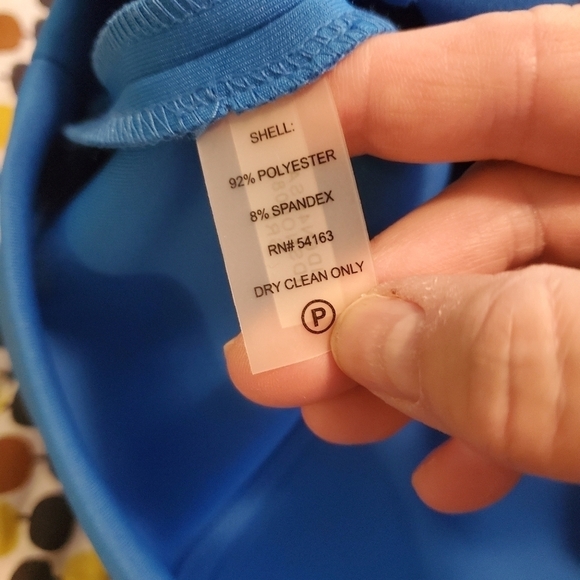 SHELL:
92% POLYESTER
8% SPANDEX
RN# 54163
DRY CLEAN ONLY
P